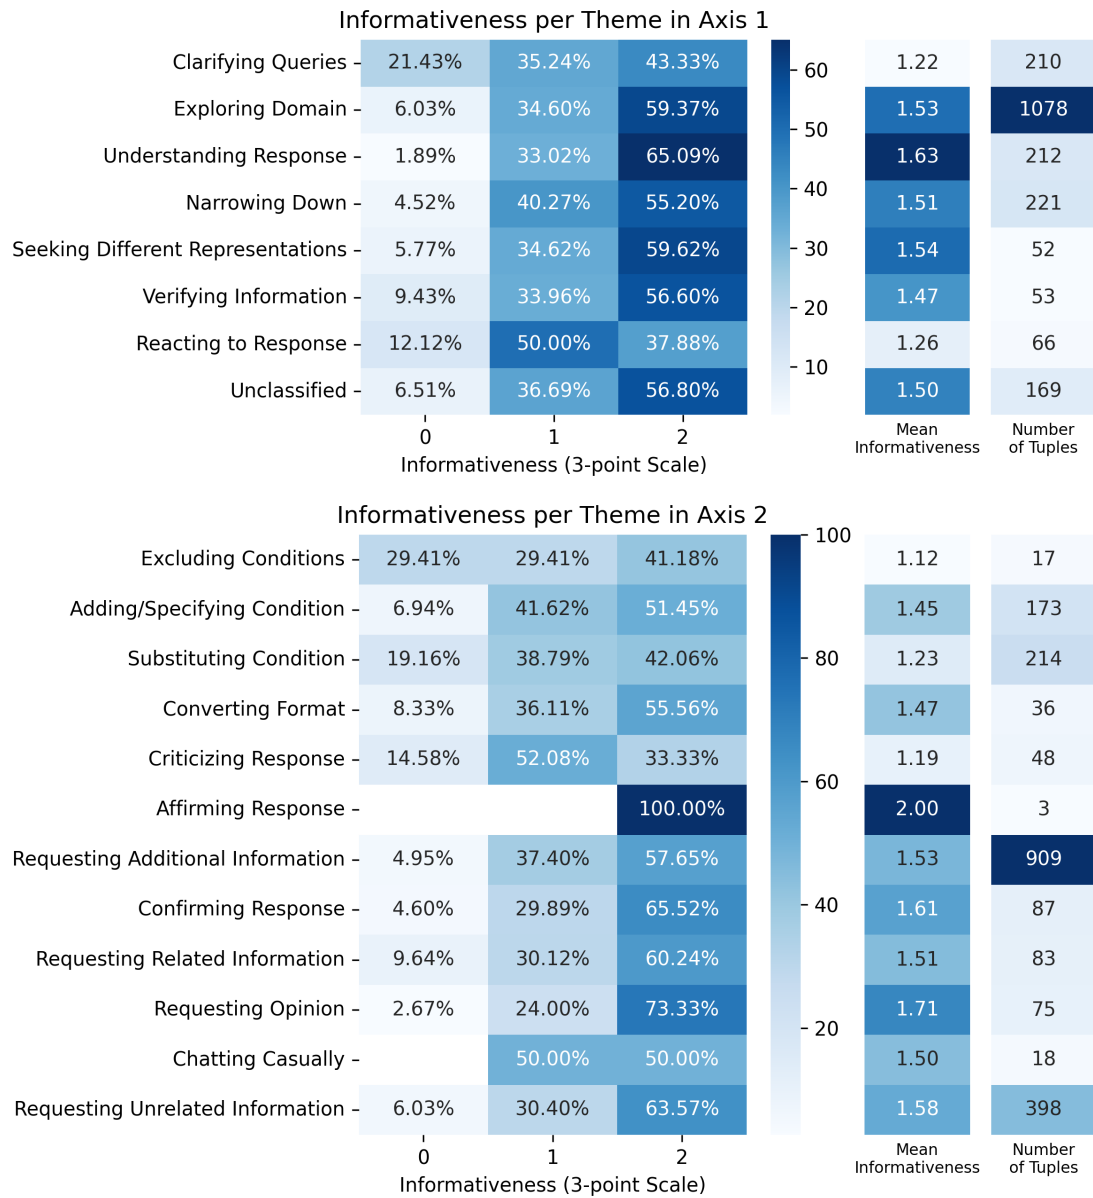 Informativeness per Theme in Axis 1
Clarifying Queries 21.43% 35.24% 43.33% 1.22 210
Exploring Domain 6.03% 34.60% 59.37% 1.53 1078
Understanding Response 1.89% 33.02% 65.09% 1.63 212
Narrowing Down 4.52% 40.27% 55.20% 1.51 221
Seeking Different Representations 5.77% 34.62% 59.62% 1.54 52
Verifying Information 9.43% 33.96% 56.60% 1.47 53
Reacting to Response 12.12% 50.00% 37.88% 1.26 66
Unclassified 6.51% 36.69% 56.80% 1.50 169
60
50
40
30
20
10
0 1 2
Informativeness (3-point Scale)
Mean
Informativeness
Number
of Tuples
Informativeness per Theme in Axis 2
Excluding Conditions 29.41% 29.41% 41.18% 1.12 17
Adding/Specifying Condition 6.94% 41.62% 51.45% 1.45 173
Substituting Condition 19.16% 38.79% 42.06% 1.23 214
Converting Format 8.33% 36.11% 55.56% 1.47 36
Criticizing Response 14.58% 52.08% 33.33% 1.19 48
Affirming Response 100.00% 2.00 3
Requesting Additional Information 4.95% 37.40% 57.65% 1.53 909
Confirming Response 4.60% 29.89% 65.52% 1.61 87
Requesting Related Information 9.64% 30.12% 60.24% 1.51 83
Requesting Opinion 2.67% 24.00% 73.33% 1.71 75
Chatting Casually 50.00% 50.00% 1.50 18
Requesting Unrelated Information 6.03% 30.40% 63.57% 1.58 398
100
80
60
40
20
0 1 2
Informativeness (3-point Scale)
Mean
Informativeness
Number
of Tuples